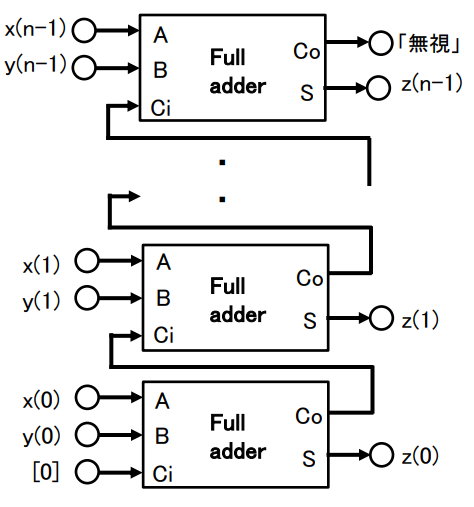 x(n-1)
A
Full
adder
Co
「無視」
y(n-1)
B
S
z(n-1)
Ci
x(1)
A
Full
adder
Co
y(1)
B
S
z(1)
Ci
x(0)
A
Full
adder
Co
y(0)
B
S
z(0)
[0]
Ci